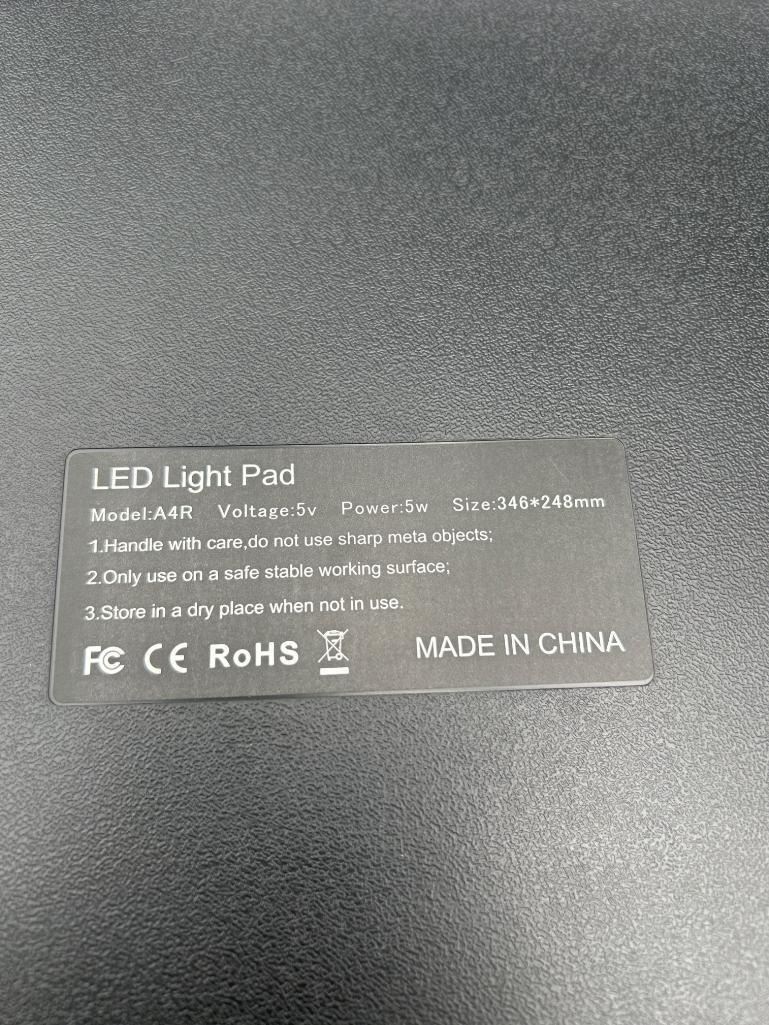 LED Light Pad
Model:A4R Voltage:5v Power:5w Size:346*248mm
1.Handle with care,do not use sharp meta objects;
2.Only use on a safe stable working surface;
3.Store in a dry place when not in use.
FC CE RoHS MADE IN CHINA